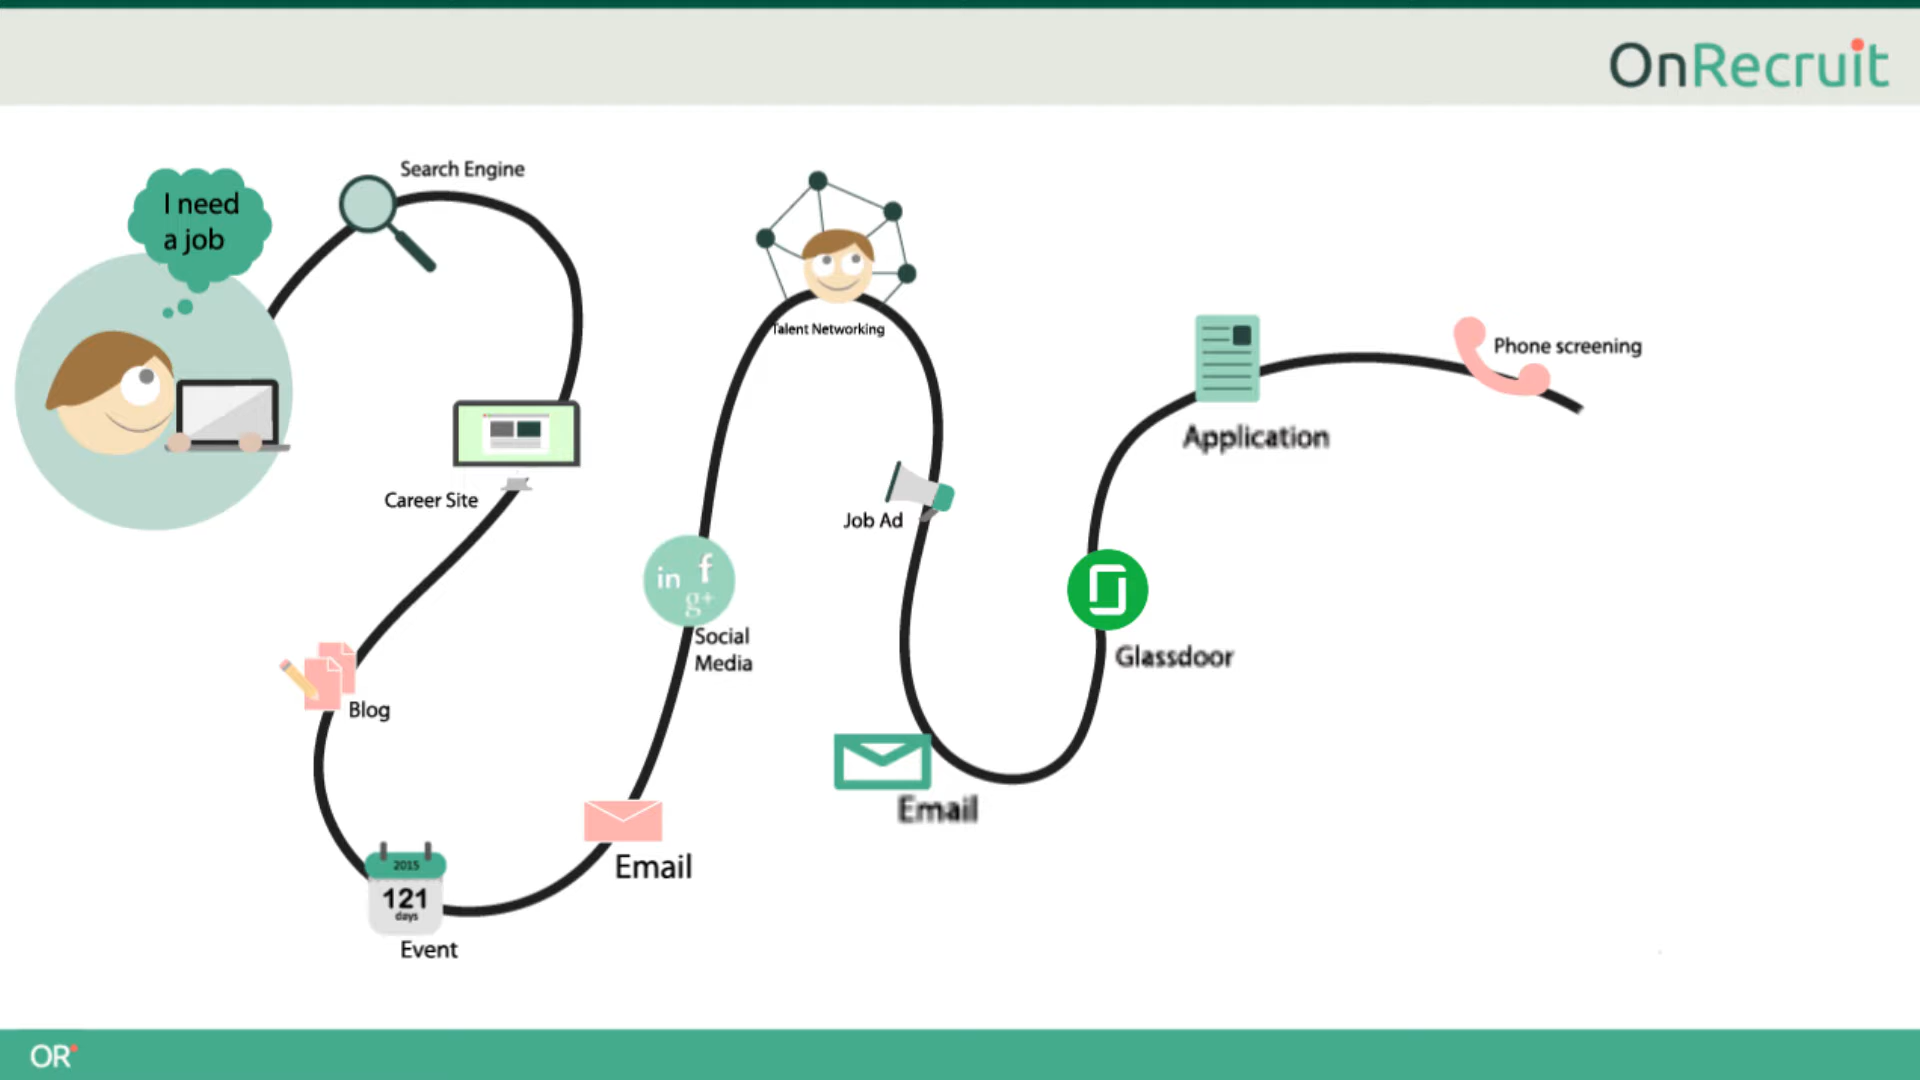 OnRecruit
I need
a job
Search Engine
Career Site
Blog
2015
121
days
Event
Email
in f
g+
Social
Media
Talent Networking
Job Ad
Email
Glassdoor
Application
Phone screening
OR